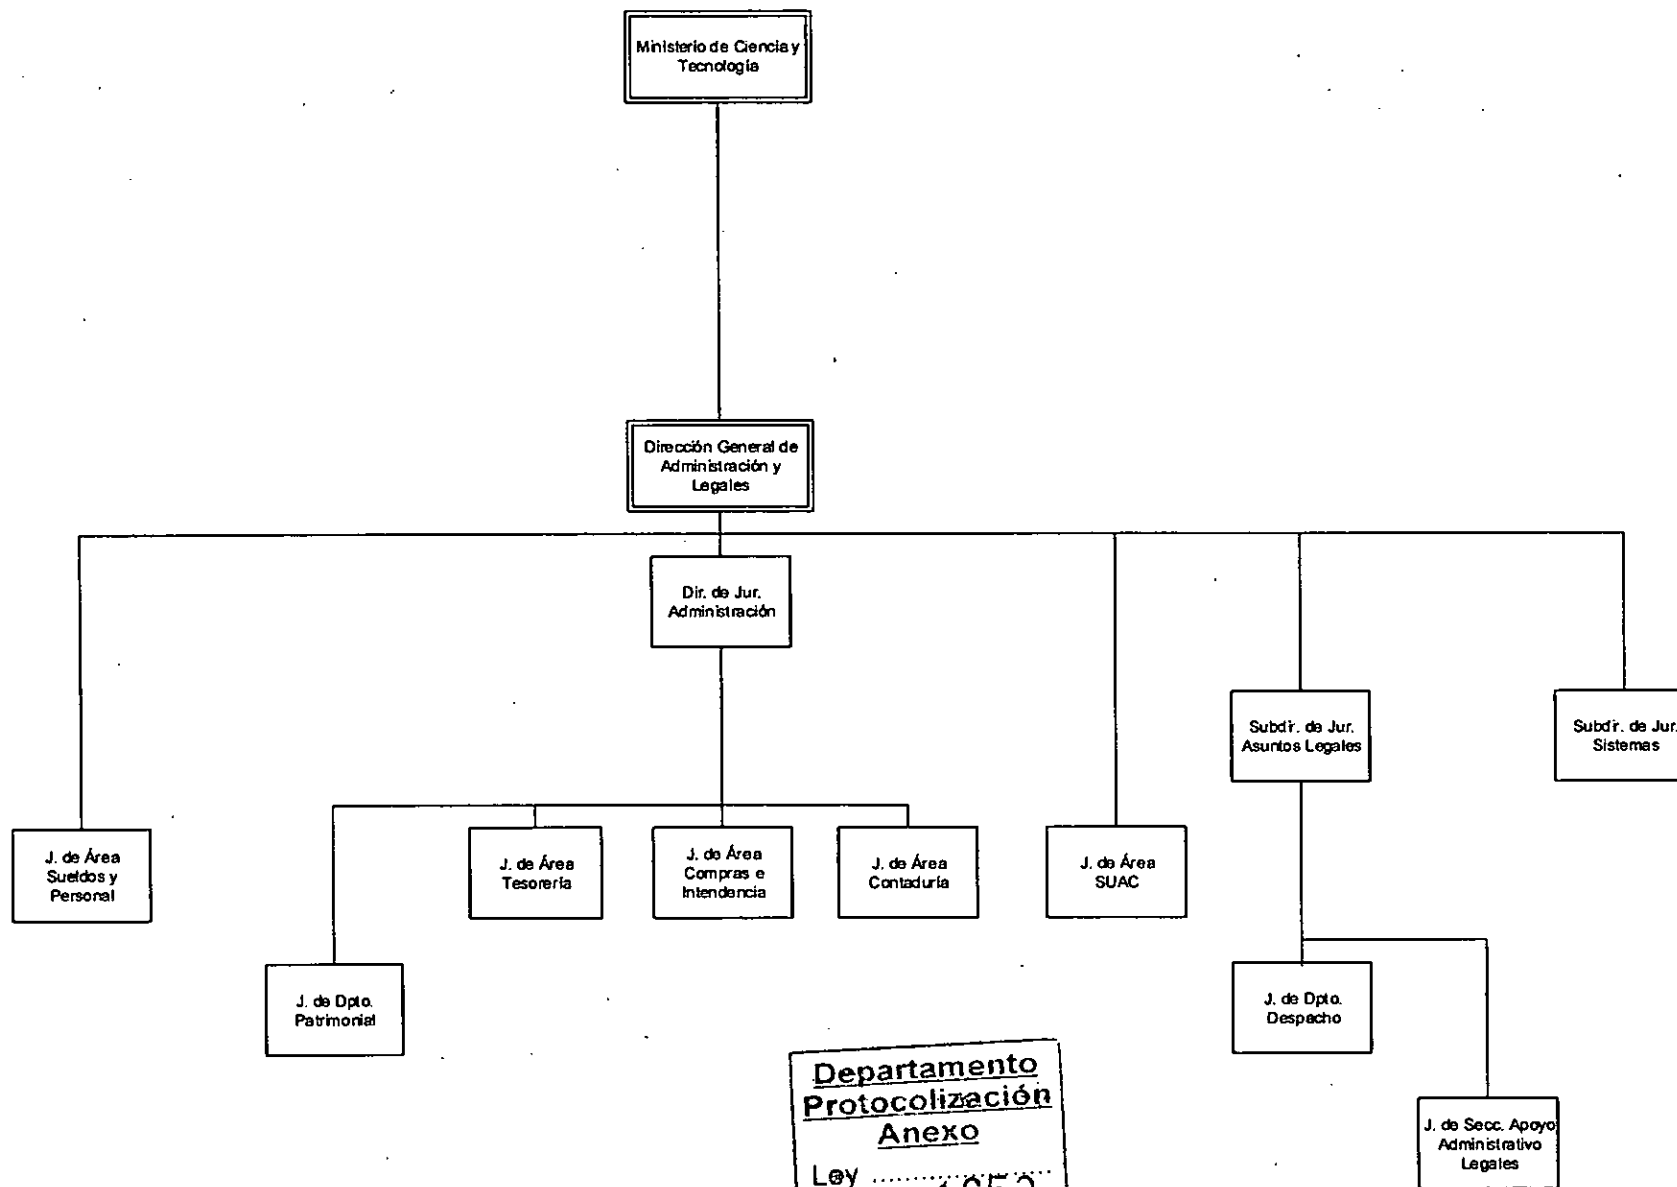 Ministerio de Ciencia y
Tecnología
Dirección General de
Administración y
Legales
Dir. de Jur.
Administración
Subdir. de Jur.
Asuntos Legales
Subdir. de Jur.
Sistemas
J. de Área
Sueldos y
Personal
J. de Área
Tesorería
J. de Área
Compras e
Intendencia
J. de Área
Contaduría
J. de Área
SUAC
J. de Dpto.
Patrimonial
J. de Dpto.
Despacho
J. de Secc. Apoyo
Administrativo
Legales
Departamento
Protocolización
Anexo
Ley